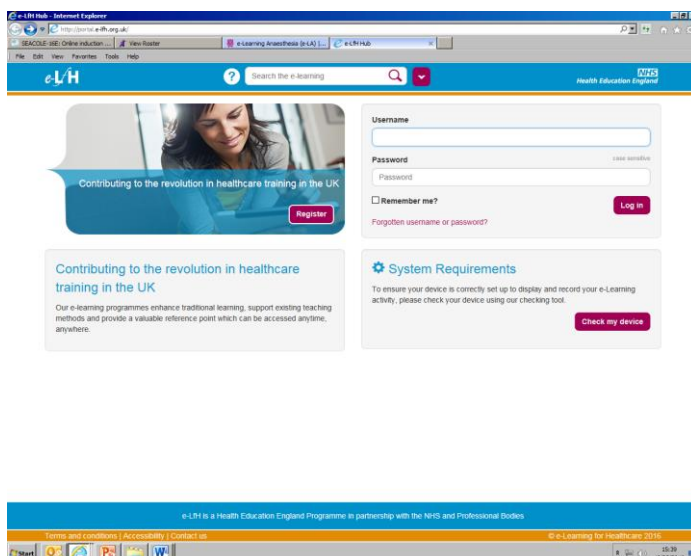 e-LfH Hub - Internet Explorer
http://portal.e-lfh.org.uk/
SEACOLE-16E: Online induction ...
View Roster
e-Learning Anaesthesia (e-LA) |...
e-LfH Hub
File Edit View Favorites Tools Help
e-LfH
?
Search the e-learning
NHS
Health Education England
Contributing to the revolution in healthcare training in the UK
Register
Username
Password
case sensitive
Password
Remember me?
Log in
Forgotten username or password?
Contributing to the revolution in healthcare
training in the UK
Our e-learning programmes enhance traditional learning, support existing teaching
methods and provide a valuable reference point which can be accessed anytime,
anywhere.
System Requirements
To ensure your device is correctly set up to display and record your e-Learning
activity, please check your device using our checking tool.
Check my device
e-LfH is a Health Education England Programme in partnership with the NHS and Professional Bodies
Terms and conditions | Accessibility | Contact us
© e-Learning for Healthcare 2016
Start
15:39